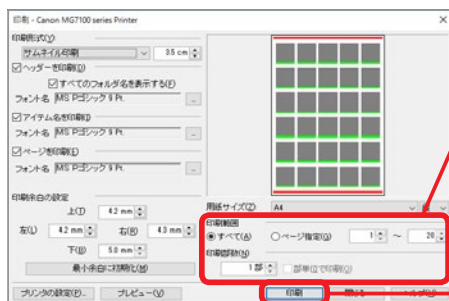 印刷 - Canon MG7100 series Printer
印刷形式(Y)
サムネイル印刷
3.5 cm
ヘッダーを印刷(D)
すべてのフォルダ名を表示する(F)
フォント名 MS Pゴシック 9 Pt.
アイテム名を印刷(I)
フォント名 MS Pゴシック 9 Pt.
ページを印刷(E)
フォント名 MS Pゴシック 9 Pt.
印刷余白の設定
上(T) 4.2 mm
左(L) 4.2 mm 右(R) 4.3 mm
下(B) 5.0 mm
最小余白に初期化(M)
用紙サイズ(Z) A4
印刷範囲
すべて(A) ページ指定(G) 1 ～ 20
印刷部数(N)
1 部 部単位で印刷(O)
プリンタの設定(P)... プレビュー(V) 印刷 閉じる ヘルプ(H)